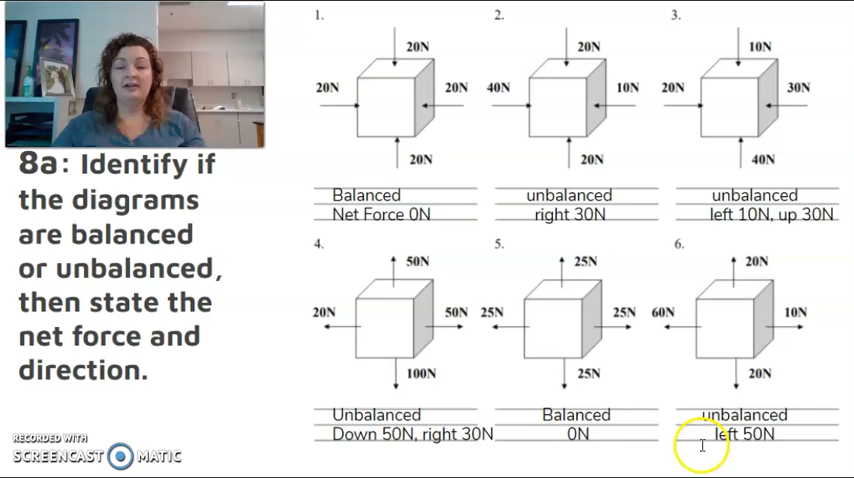 1.
20N
20N
20N
20N
Balanced
Net Force 0N
2.
20N
40N
10N
20N
unbalanced
right 30N
3.
10N
20N
30N
40N
unbalanced
left 10N, up 30N
8a: Identify if
the diagrams
are balanced
or unbalanced,
then state the
net force and
direction.
4.
50N
20N
50N
100N
Unbalanced
Down 50N, right 30N
5.
25N
25N
25N
25N
Balanced
0N
6.
20N
60N
10N
20N
unbalanced
left 50N
RECORDED WITH
SCREENCAST MATIC